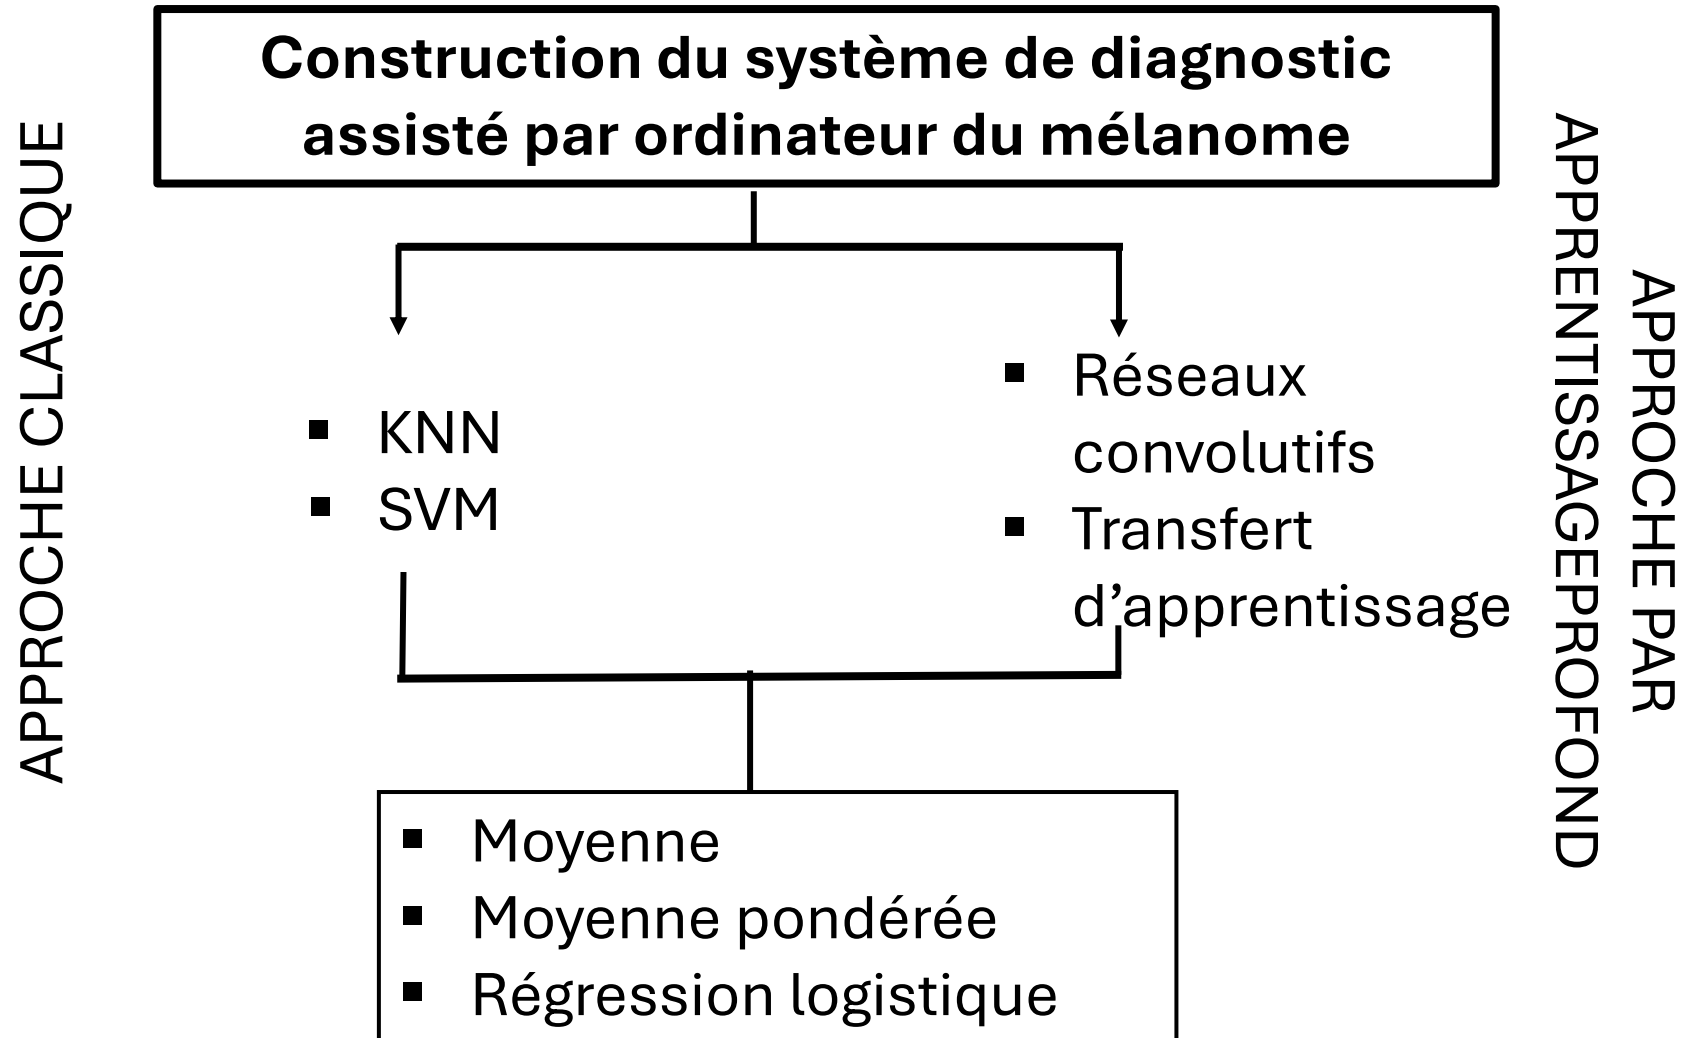 Construction du système de diagnostic
assisté par ordinateur du mélanome
APPROCHE CLASSIQUE
▪ KNN
▪ SVM
▪ Réseaux
convolutifs
▪ Transfert
d’apprentissage
APPROCHE PAR
APPRENTISSAGEPROFOND
▪ Moyenne
▪ Moyenne pondérée
▪ Régression logistique